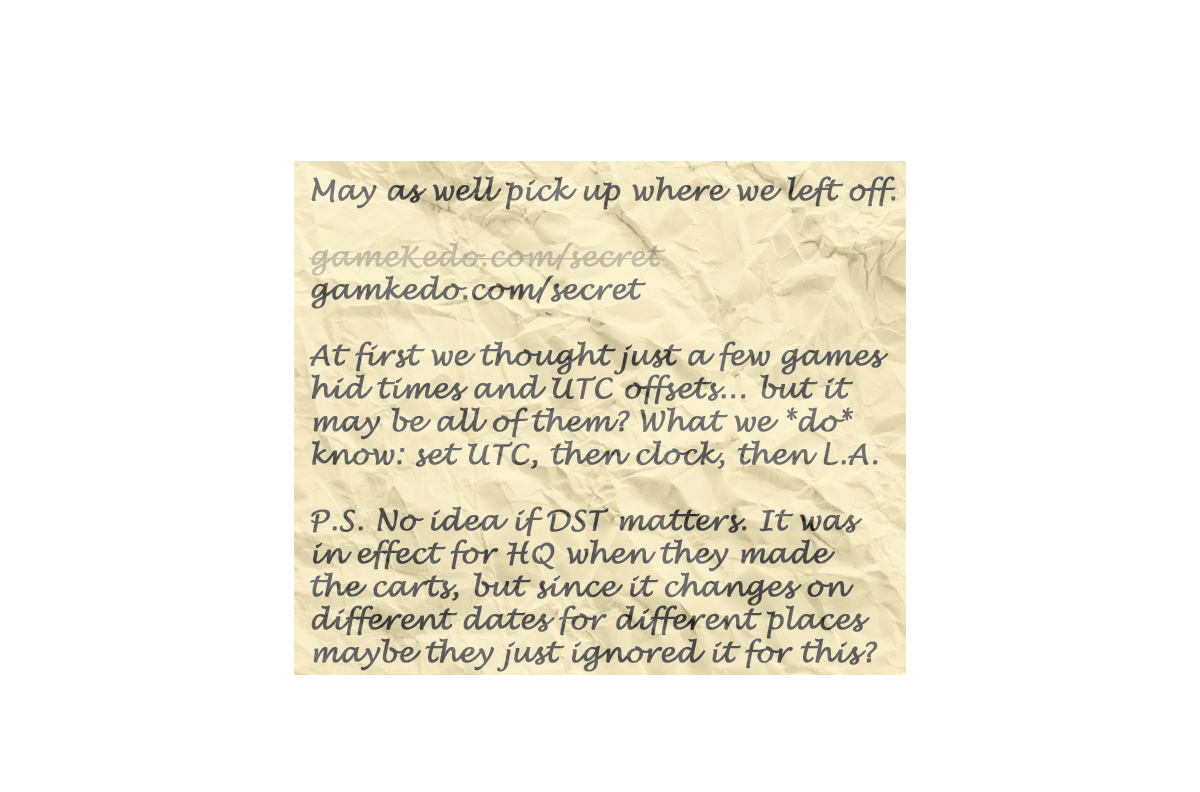 May as well pick up where we left off.
gameKedo.com/secret
gamkedo.com/secret
At first we thought just a few games
hid times and UTC offsets... but it
may be all of them? What we *do*
know: set UTC, then clock, then L.A.
P.S. No idea if DST matters. It was
in effect for HQ when they made
the carts, but since it changes on
different dates for different places
maybe they just ignored it for this?